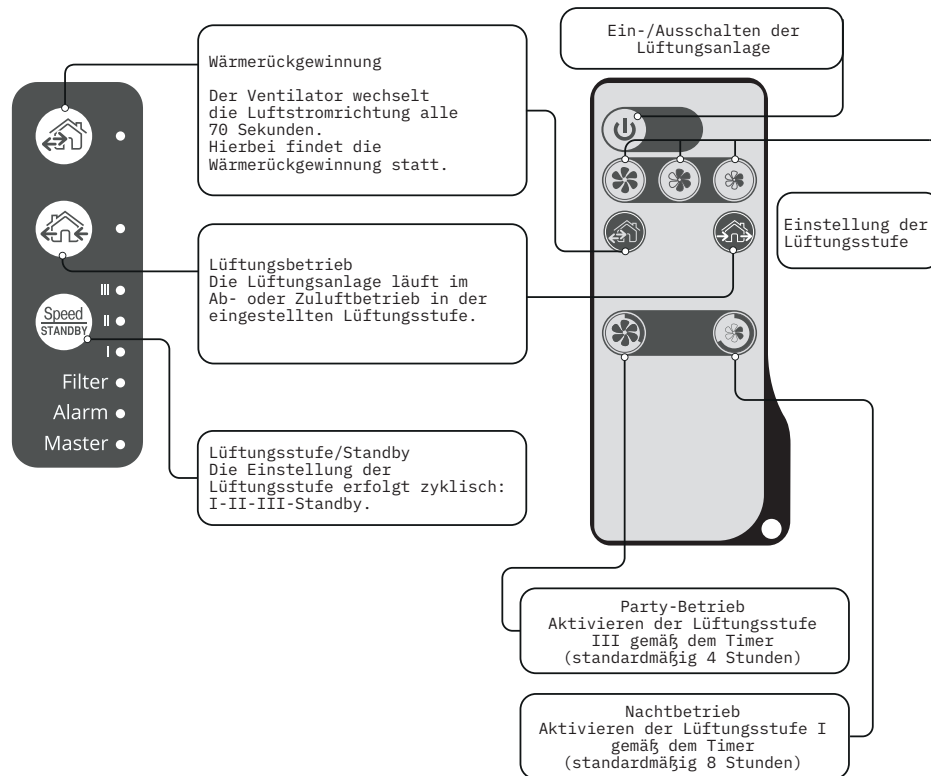 Wärmerückgewinnung
Der Ventilator wechselt
die Luftstromrichtung alle
70 Sekunden.
Hierbei findet die
Wärmerückgewinnung statt.
Lüftungsbetrieb
Die Lüftungsanlage läuft im
Ab- oder Zuluftbetrieb in der
eingestellten Lüftungsstufe.
III
Speed
STANDBY
II
I
Filter
Alarm
Master
Lüftungsstufe/Standby
Die Einstellung der
Lüftungsstufe erfolgt zyklisch:
I-II-III-Standby.
Ein-/Ausschalten der
Lüftungsanlage
Einstellung der
Lüftungsstufe
Party-Betrieb
Aktivieren der Lüftungsstufe
III gemäß dem Timer
(standardmäßig 4 Stunden)
Nachtbetrieb
Aktivieren der Lüftungsstufe I
gemäß dem Timer
(standardmäßig 8 Stunden)